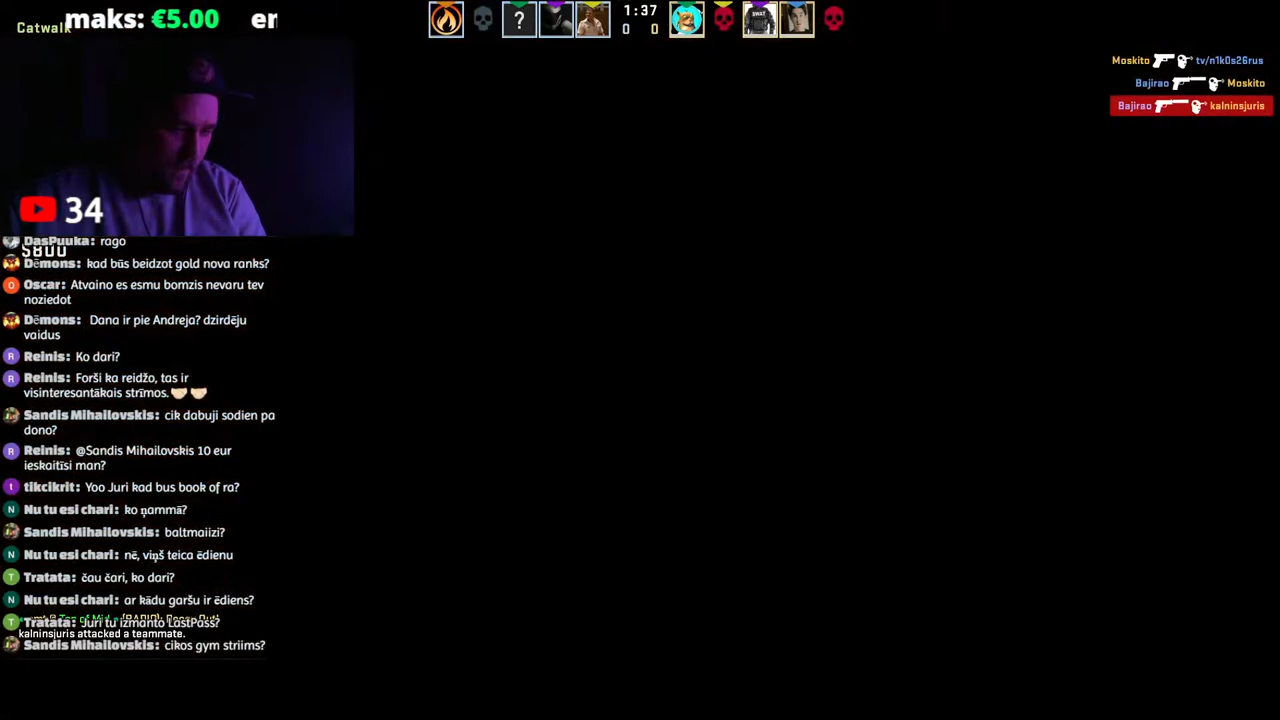 maks: €5.00 er
Catwalk
?
1:37
0 0
Moskito tv/n1k0s26rus
Bajirao Moskito
Bajirao kalninsjuris
SWAT
34
DasPuuka: rago
$800
Dēmons: kad būs beidzot gold nova ranks?
Oscar: Atvaino es esmu bomzis nevaru tev
noziedot
Dēmons: Dana ir pie Andreja? dzirdēju
vaidus
Reinis: Ko dari?
Reinis: Forši ka reidžo, tas ir
visinteresantākais strīmos.🤝🏻 🤝🏻
Sandis Mihailovskis: cik dabuji sodien pa
dono?
Reinis: @Sandis Mihailovskis 10 eur
ieskaitīsi man?
tikcikrit: Yoo Juri kad bus book of ra?
Nu tu esi chari: ko ņammā?
Sandis Mihailovskis: baltmaiizi?
Nu tu esi chari: nē, viņš teica ēdienu
Tratata: čau čari, ko dari?
Nu tu esi chari: ar kādu garšu ir ēdiens?
Tratata: Juri tu izmanto LastPass?
kalninsjuris attacked a teammate.
Sandis Mihailovskis: cikos gym striims?